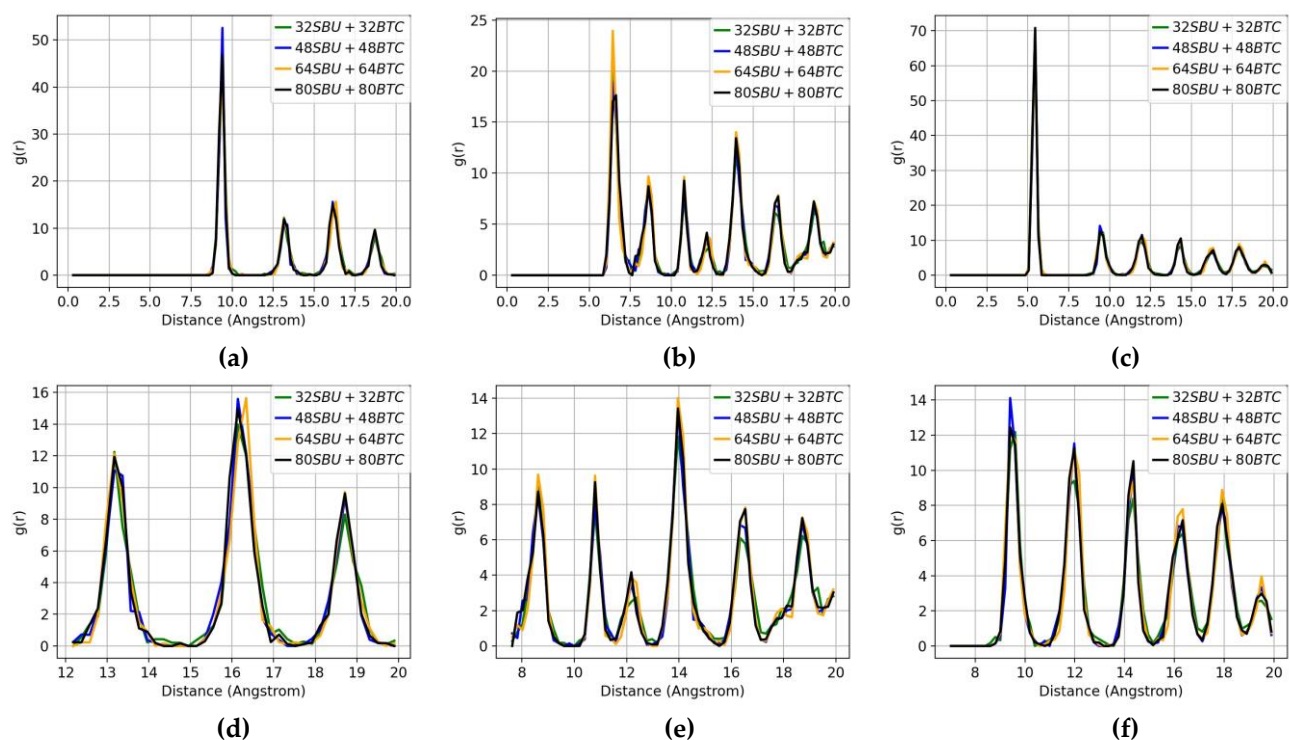 32SBU + 32BTC
48SBU + 48BTC
64SBU + 64BTC
80SBU + 80BTC
g(r)
50
40
30
20
10
0
0.0 2.5 5.0 7.5 10.0 12.5 15.0 17.5 20.0
Distance (Angstrom)
(a)
32SBU + 32BTC
48SBU + 48BTC
64SBU + 64BTC
80SBU + 80BTC
g(r)
25
20
15
10
5
0
0.0 2.5 5.0 7.5 10.0 12.5 15.0 17.5 20.0
Distance (Angstrom)
(b)
32SBU + 32BTC
48SBU + 48BTC
64SBU + 64BTC
80SBU + 80BTC
g(r)
70
60
50
40
30
20
10
0
0.0 2.5 5.0 7.5 10.0 12.5 15.0 17.5 20.0
Distance (Angstrom)
(c)
32SBU + 32BTC
48SBU + 48BTC
64SBU + 64BTC
80SBU + 80BTC
g(r)
16
14
12
10
8
6
4
2
0
12 13 14 15 16 17 18 19 20
Distance (Angstrom)
(d)
32SBU + 32BTC
48SBU + 48BTC
64SBU + 64BTC
80SBU + 80BTC
g(r)
14
12
10
8
6
4
2
0
8 10 12 14 16 18 20
Distance (Angstrom)
(e)
32SBU + 32BTC
48SBU + 48BTC
64SBU + 64BTC
80SBU + 80BTC
g(r)
14
12
10
8
6
4
2
0
8 10 12 14 16 18 20
Distance (Angstrom)
(f)